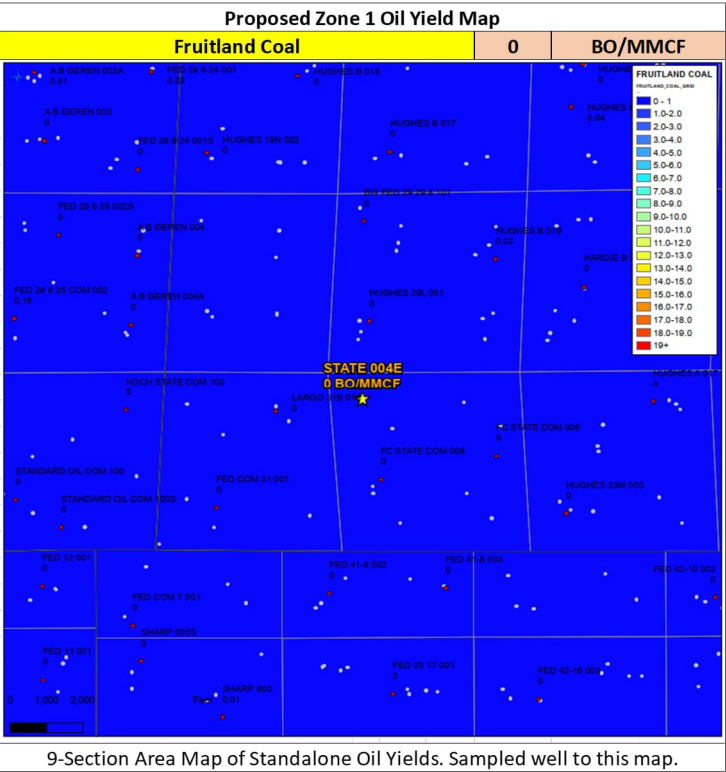 Proposed Zone 1 Oil Yield Map
Fruitland Coal 0 BO/MMCF
A B GEREN 003A
0.01
FED 29 9 24 001
HUGHES B 015
0
FRUITLAND COAL
FRUITLAND_COAL_GRID
0 - 1
1.0-2.0
2.0-3.0
3.0-4.0
4.0-5.0
5.0-6.0
6.0-7.0
7.0-8.0
8.0-9.0
9.0-10.0
10.0-11.0
11.0-12.0
12.0-13.0
13.0-14.0
14.0-15.0
15.0-16.0
16.0-17.0
17.0-18.0
18.0-19.0
19+
0
HUGHES
0.04
A B GEREN 003
0
HUGHES B 017
0
FED 29 9 24 001S
0
HUGHES 19N 002
0
0
FED 29 9 25 002S
0
A B GEREN 004
0
0.03
HARDIE B
0
FED 29 9 25 COM 002
A B GEREN 004A
0
HUGHES 29L 001
0
STATE 004E
0 BO/MMCF
HUGHES A
0
KOCH STATE COM 100
0
LARGO
0
FC STATE COM 006
0
0
STANDARD OIL COM 100
0
STANDARD OIL COM 100S
0
FED COM 31 001
0
HUGHES 33M 003
0
FED 12 001
0
FED 41-8 002
0
FED 41-8 003
0
FED 42-10 002
0
FED COM 7 001
0
SHARP
0
FED 13 001
0
FED 23 17 001
0
FED 42-16
0
SHARP
0.01
0 1,000 2,000
Feet
9-Section Area Map of Standalone Oil Yields. Sampled well to this map.